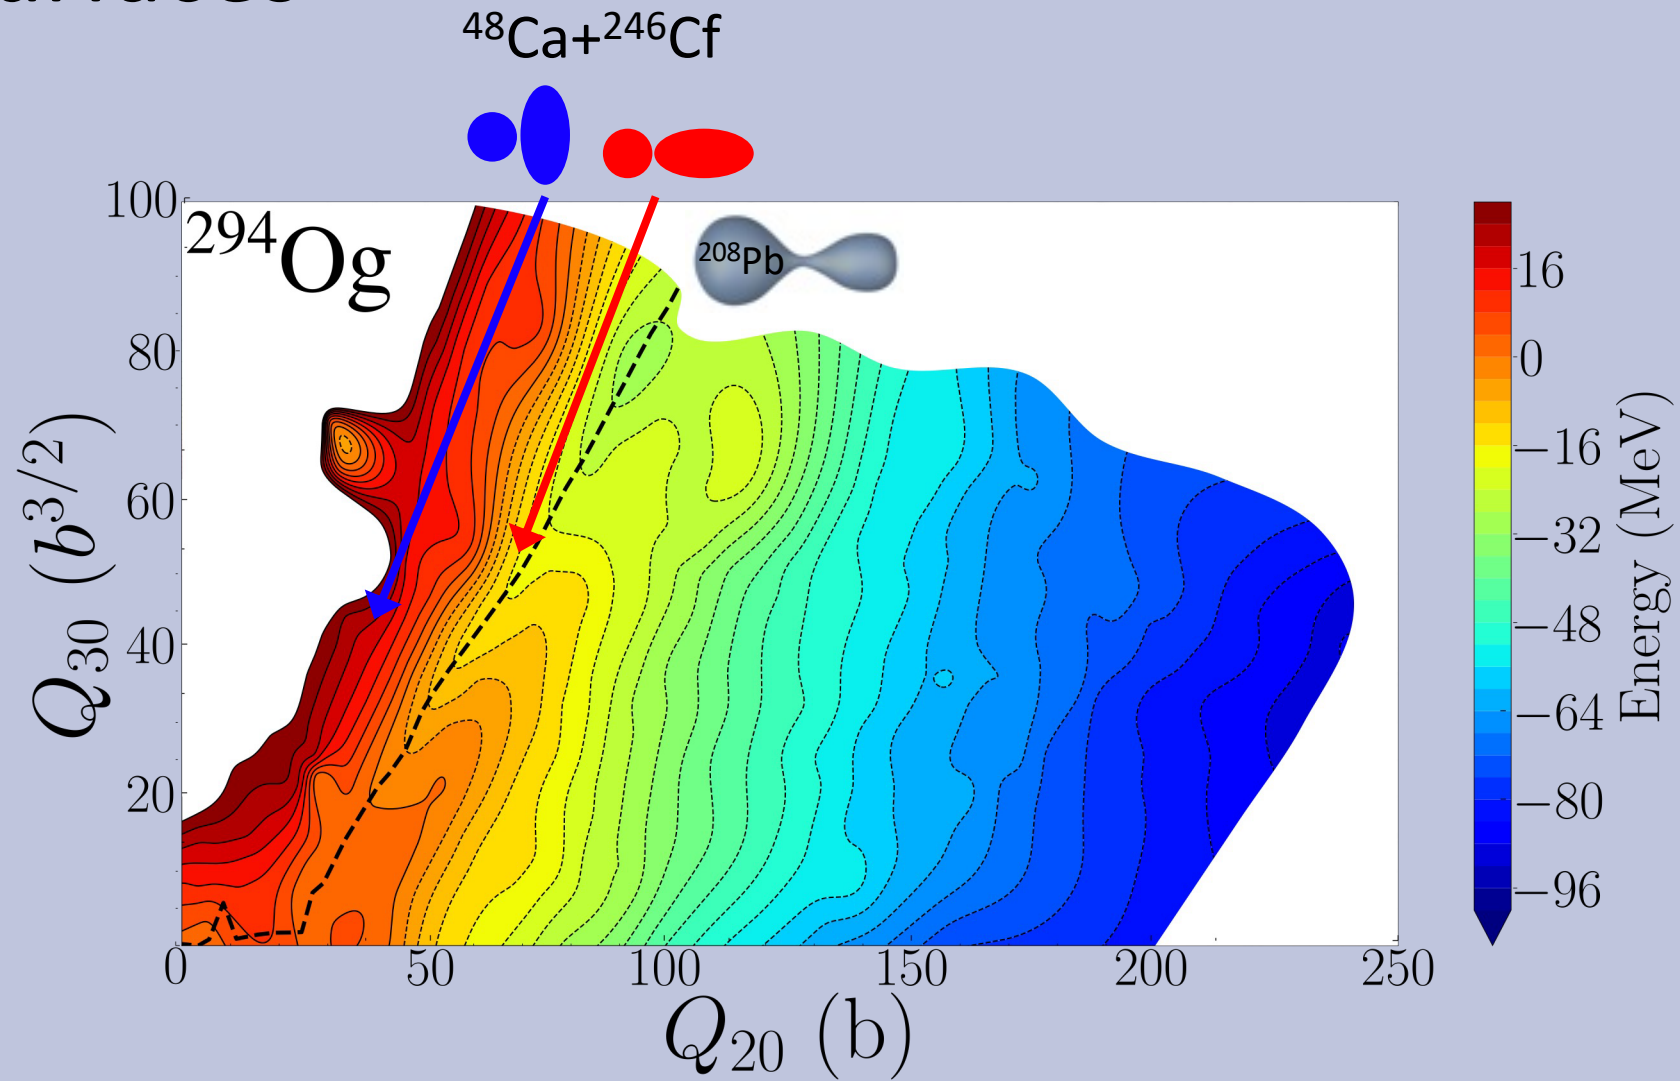 ⁴⁸Ca+²⁴⁶Cf
²⁹⁴Og
²⁰⁸Pb
100
80
60
40
20
Q₃₀ (b³/2)
0 50 100 150 200 250
Q₂₀ (b)
16
0
−16
−32
−48
−64
−80
−96
Energy (MeV)